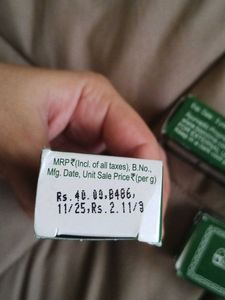 MRP ₹ (Incl. of all taxes), B.No.,
Mfg. Date, Unit Sale Price ₹ (per g)
Rs.40.00,B486,
11/25,Rs.2.11/g